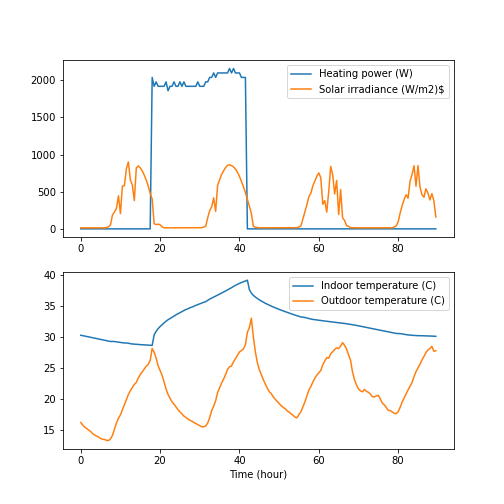 2000
1500
1000
500
0
Heating power (W)
Solar irradiance (W/m2)$
0 20 40 60 80
40
35
30
25
20
15
Indoor temperature (C)
Outdoor temperature (C)
0 20 40 60 80
Time (hour)